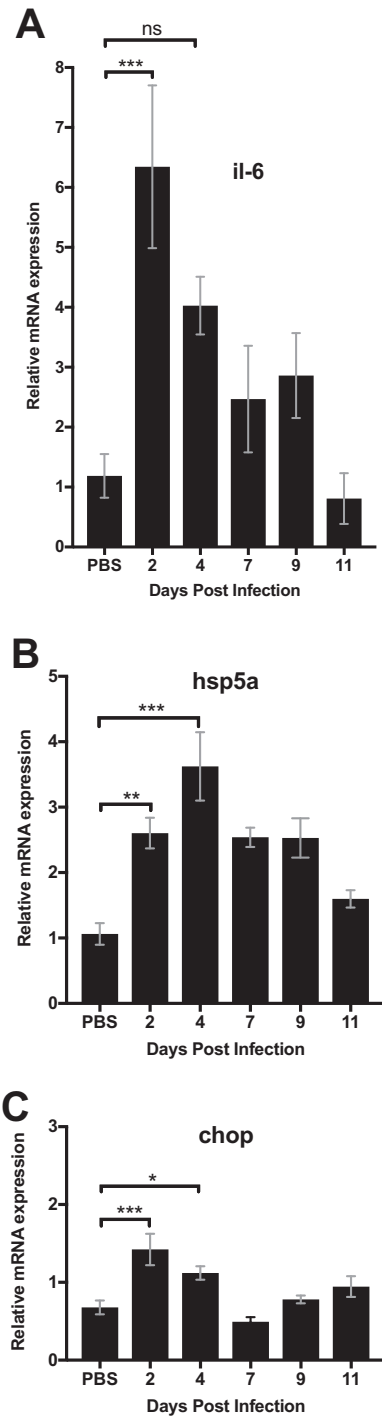 A
ns
***
il-6
Relative mRNA expression
8
7
6
5
4
3
2
1
0
PBS 2 4 7 9 11
Days Post Infection
B
hsp5a
***
**
Relative mRNA expression
5
4
3
2
1
0
PBS 2 4 7 9 11
Days Post Infection
C
chop
*
***
Relative mRNA expression
3
2
1
0
PBS 2 4 7 9 11
Days Post Infection